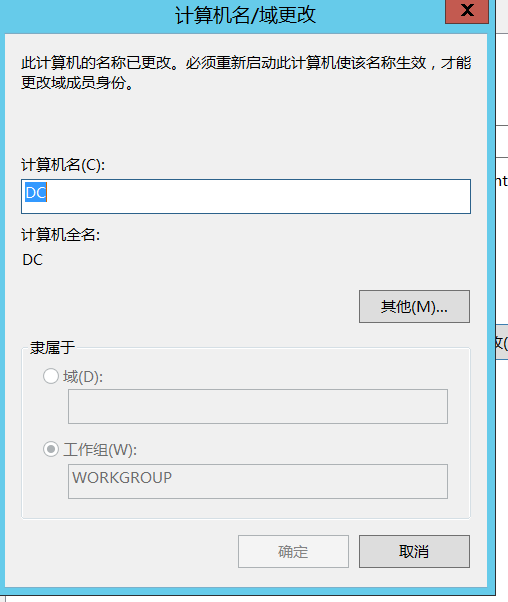 计算机名/域更改
X
此计算机的名称已更改。必须重新启动此计算机使该名称生效，才能
更改域成员身份。
计算机名(C):
DC
计算机全名:
DC
其他(M)...
隶属于
域(D):
工作组(W):
WORKGROUP
确定
取消